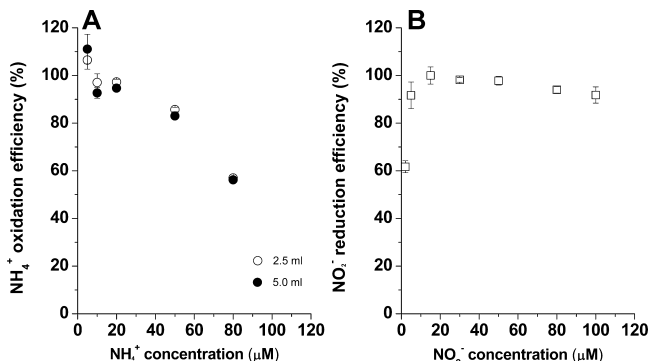 A
B
NH₄⁺ oxidation efficiency (%)
120
100
80
60
40
20
0
2.5 ml
5.0 ml
0 20 40 60 80 100 120
NH₄⁺ concentration (µM)
NO₂⁻ reduction efficiency (%)
120
100
80
60
40
20
0
0 20 40 60 80 100 120
NO₂⁻ concentration (µM)